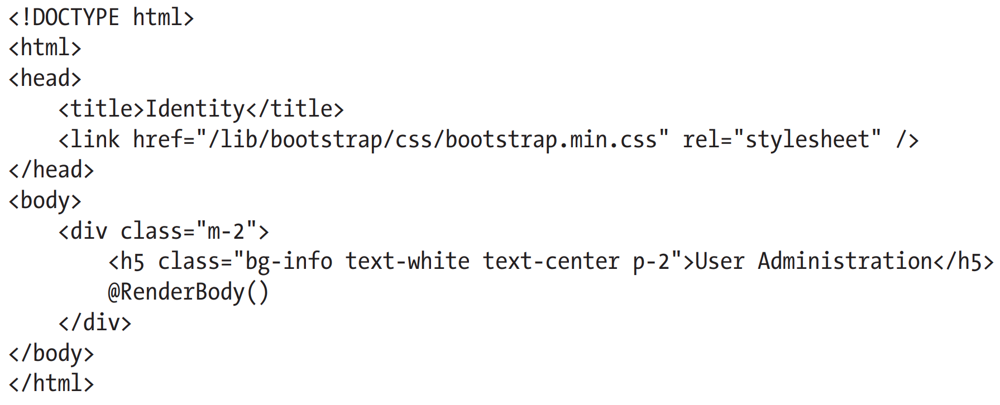 <!DOCTYPE html>
<html>
<head>
    <title>Identity</title>
    <link href="/lib/bootstrap/css/bootstrap.min.css" rel="stylesheet" />
</head>
<body>
    <div class="m-2">
        <h5 class="bg-info text-white text-center p-2">User Administration</h5>
        @RenderBody()
    </div>
</body>
</html>